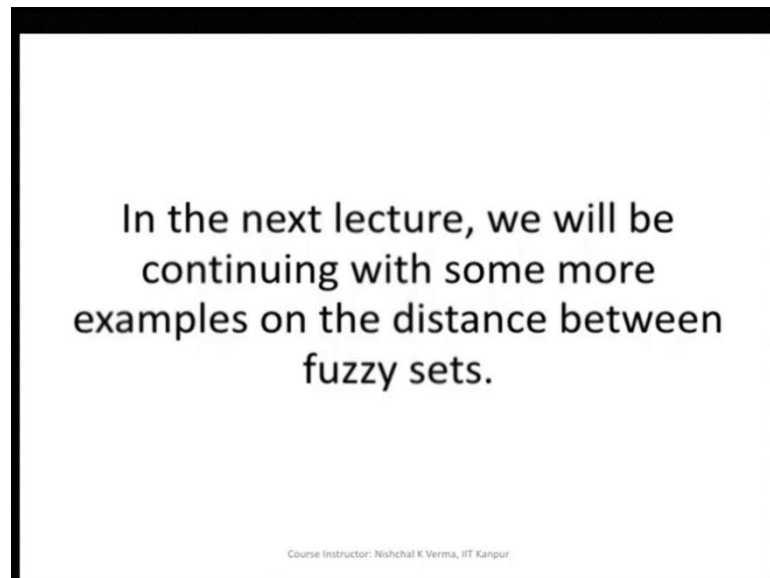 In the next lecture, we will be
continuing with some more
examples on the distance between
fuzzy sets.
Course Instructor: Nishchal K Verma, IIT Kanpur